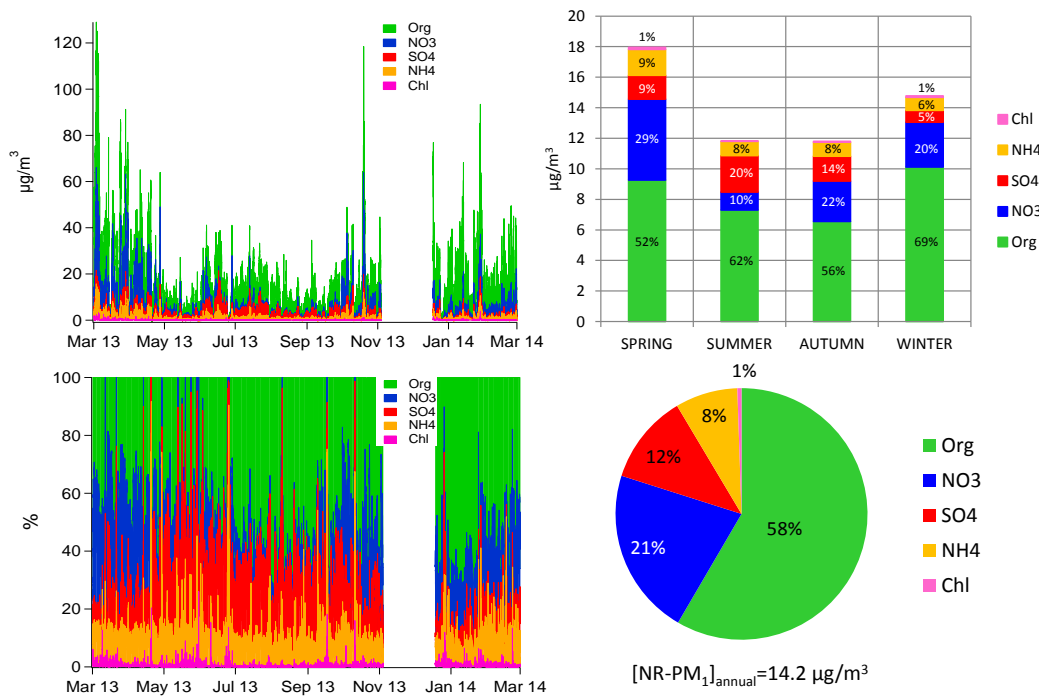 Org
NO3
SO4
NH4
Chl
120
100
80
60
40
20
0
µg/m³
Mar 13 May 13 Jul 13 Sep 13 Nov 13 Jan 14 Mar 14
20
18
16
14
12
10
8
6
4
2
0
µg/m³
1%
9%
9%
29%
52%
8%
20%
10%
62%
8%
14%
22%
56%
1%
6%
5%
20%
69%
SPRING SUMMER AUTUMN WINTER
Chl
NH4
SO4
NO3
Org
Org
NO3
SO4
NH4
Chl
100
80
60
40
20
0
%
Mar 13 May 13 Jul 13 Sep 13 Nov 13 Jan 14 Mar 14
1%
8%
12%
21%
58%
Org
NO3
SO4
NH4
Chl
[NR-PM₁]annual=14.2 µg/m³